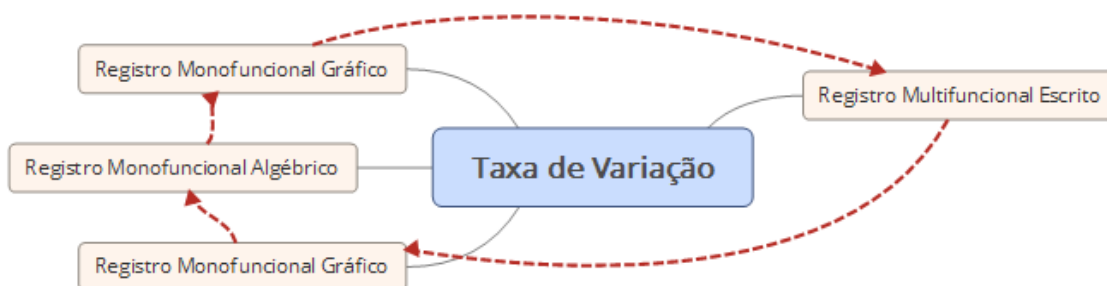 Registro Monofuncional Gráfico
Registro Multifuncional Escrito
Registro Monofuncional Algébrico
Taxa de Variação
Registro Monofuncional Gráfico